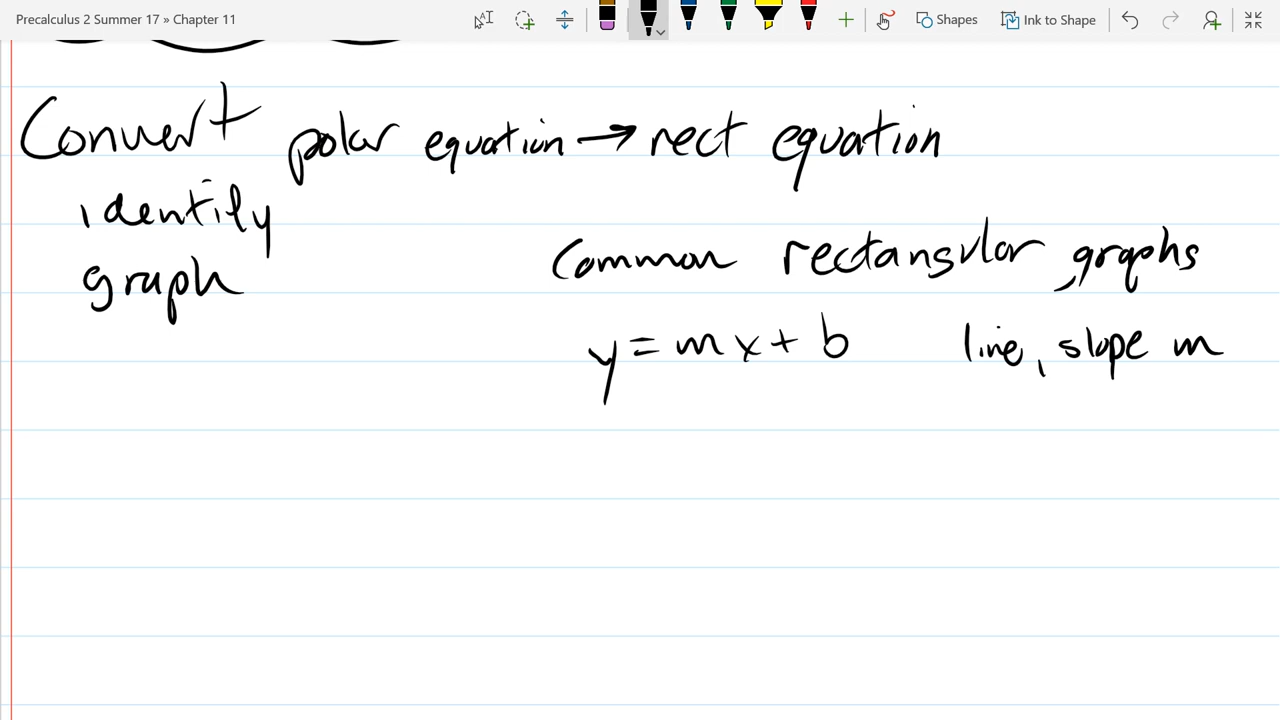 Precalculus 2 Summer 17 » Chapter 11
Shapes
Ink to Shape
Convert polar equation → rect equation
identify
graph
Common rectangular graphs
y = mx + b line, slope m